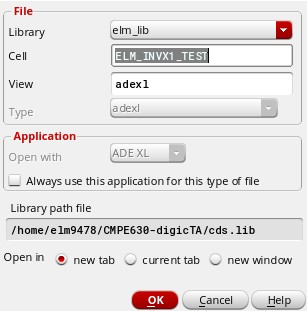 File
Library elm_lib
Cell ELM_INVX1_TEST
View adexl
Type adexl
Application
Open with ADE XL
Always use this application for this type of file
Library path file
/home/elm9478/CMPE630-digicTA/cds.lib
Open in new tab current tab new window
OK Cancel Help